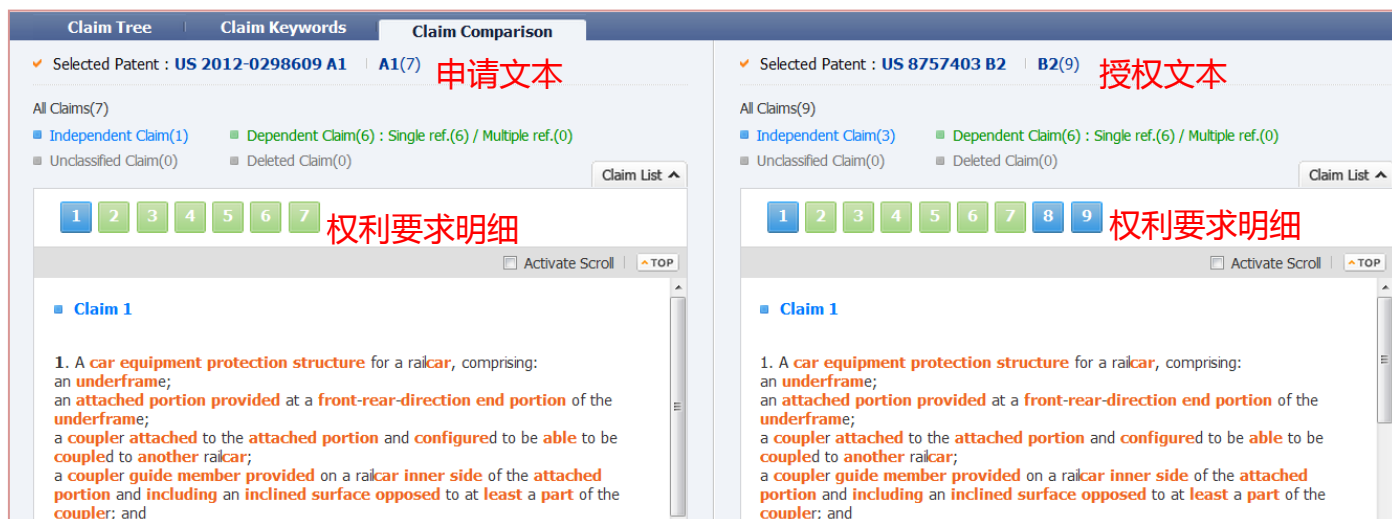 Claim Tree Claim Keywords Claim Comparison
Selected Patent : US 2012-0298609 A1 A1(7) 申请文本
All Claims(7)
Independent Claim(1) Dependent Claim(6) : Single ref.(6) / Multiple ref.(0)
Unclassified Claim(0) Deleted Claim(0)
Claim List
1 2 3 4 5 6 7 权利要求明细
Activate Scroll TOP
Claim 1
1. A car equipment protection structure for a railcar, comprising:
an underframe;
an attached portion provided at a front-rear-direction end portion of the
underframe;
a coupler attached to the attached portion and configured to be able to be
coupled to another railcar;
a coupler guide member provided on a railcar inner side of the attached
portion and including an inclined surface opposed to at least a part of the
coupler; and
Selected Patent : US 8757403 B2 B2(9) 授权文本
All Claims(9)
Independent Claim(3) Dependent Claim(6) : Single ref.(6) / Multiple ref.(0)
Unclassified Claim(0) Deleted Claim(0)
Claim List
1 2 3 4 5 6 7 8 9 权利要求明细
Activate Scroll TOP
Claim 1
1. A car equipment protection structure for a railcar, comprising:
an underframe;
an attached portion provided at a front-rear-direction end portion of the
underframe;
a coupler attached to the attached portion and configured to be able to be
coupled to another railcar;
a coupler guide member provided on a railcar inner side of the attached
portion and including an inclined surface opposed to at least a part of the
coupler; and